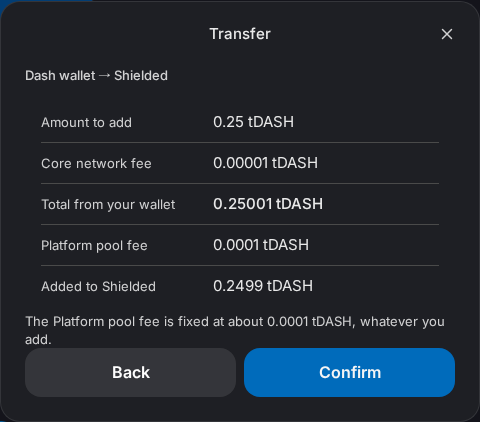 Transfer
Dash wallet → Shielded
Amount to add 0.25 tDASH
Core network fee 0.00001 tDASH
Total from your wallet 0.25001 tDASH
Platform pool fee 0.0001 tDASH
Added to Shielded 0.2499 tDASH
The Platform pool fee is fixed at about 0.0001 tDASH, whatever you
add.
Back Confirm